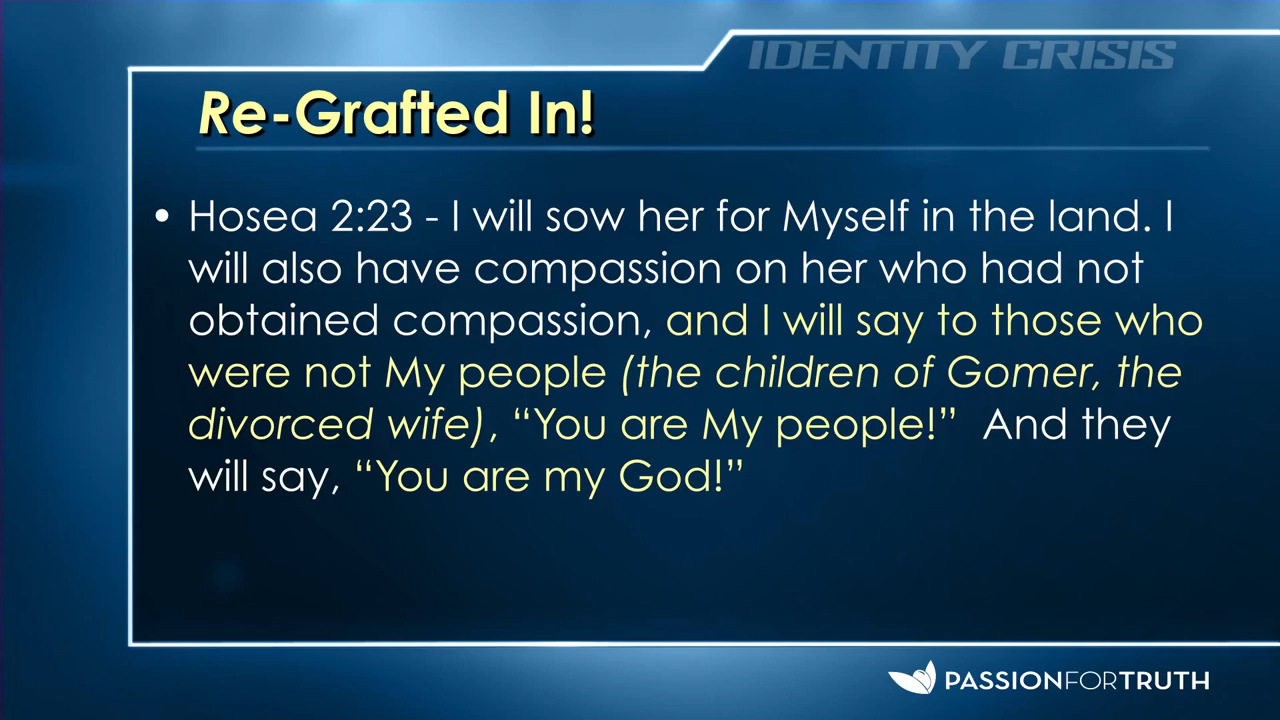 IDENTITY CRISIS
Re-Grafted In!
• Hosea 2:23 - I will sow her for Myself in the land. I
will also have compassion on her who had not
obtained compassion, and I will say to those who
were not My people (the children of Gomer, the
divorced wife), “You are My people!”  And they
will say, “You are my God!”
PASSIONFORTRUTH